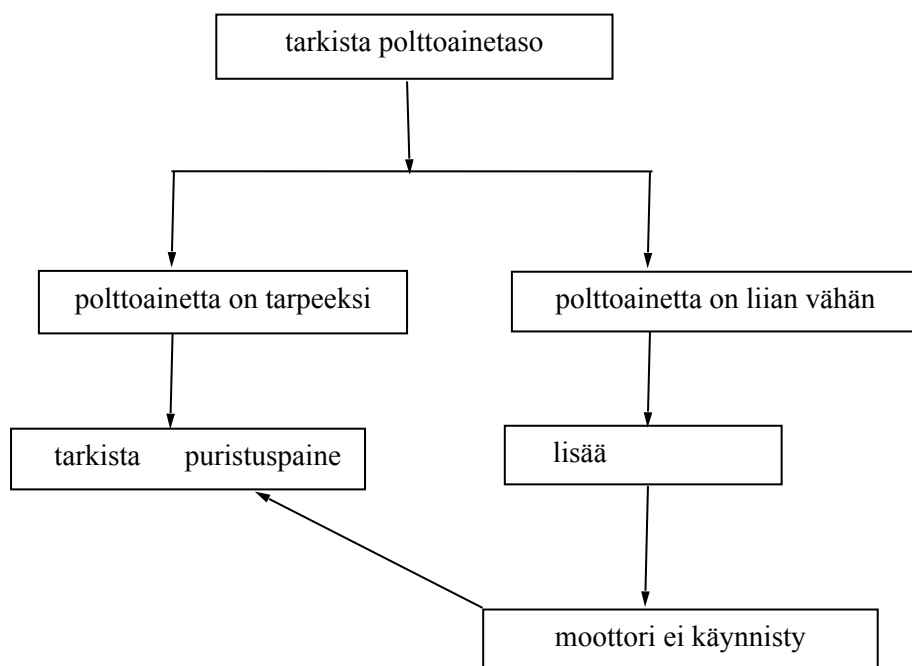 tarkista polttoainetaso
polttoainetta on tarpeeksi
polttoainetta on liian vähän
tarkista puristuspaine
lisää
moottori ei käynnisty